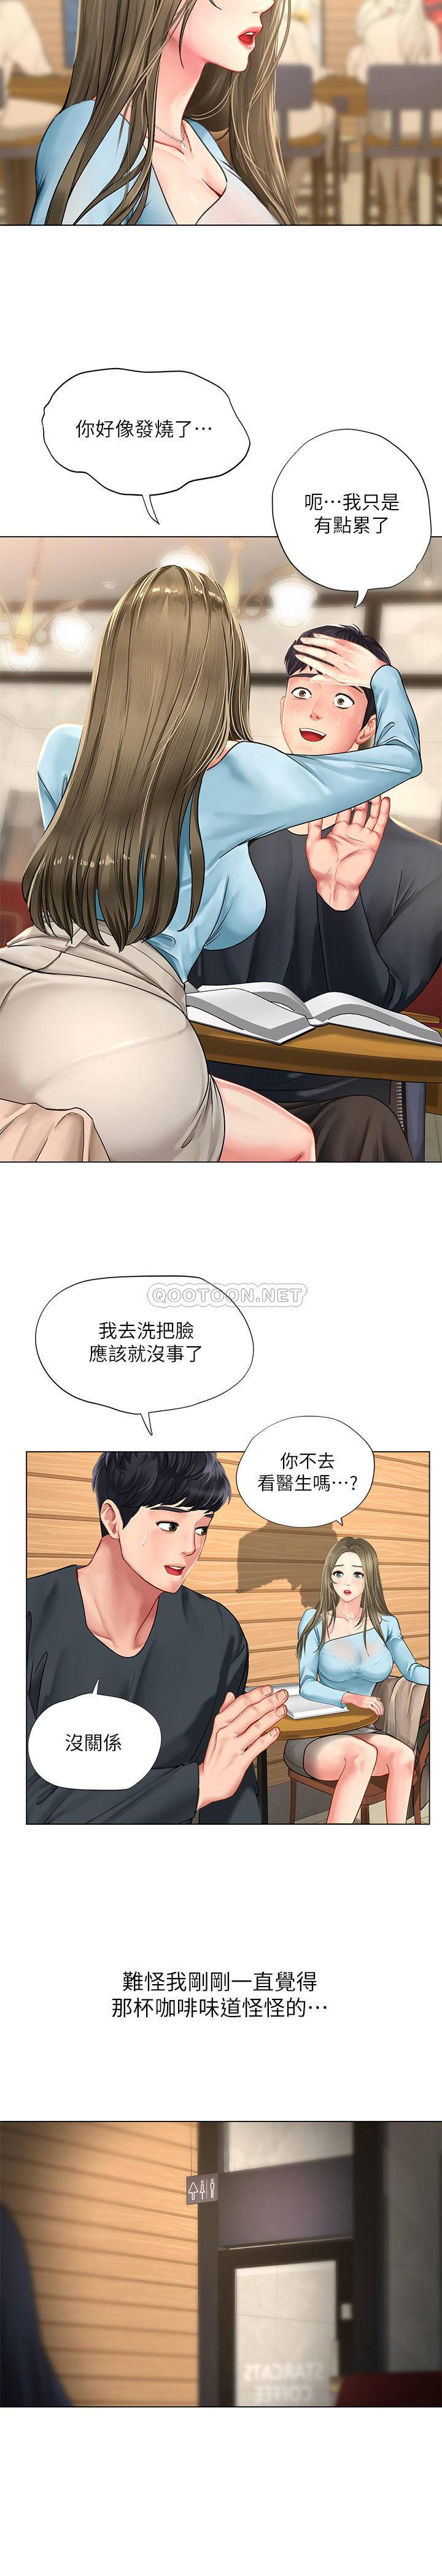 你好像發燒了…
呃…我只是
有點累了
QOOTOON.NET
我去洗把臉
應該就沒事了
你不去
看醫生嗎…?
沒關係
難怪我剛剛一直覺得
那杯咖啡味道怪怪的…
STARCATS
COFFEE